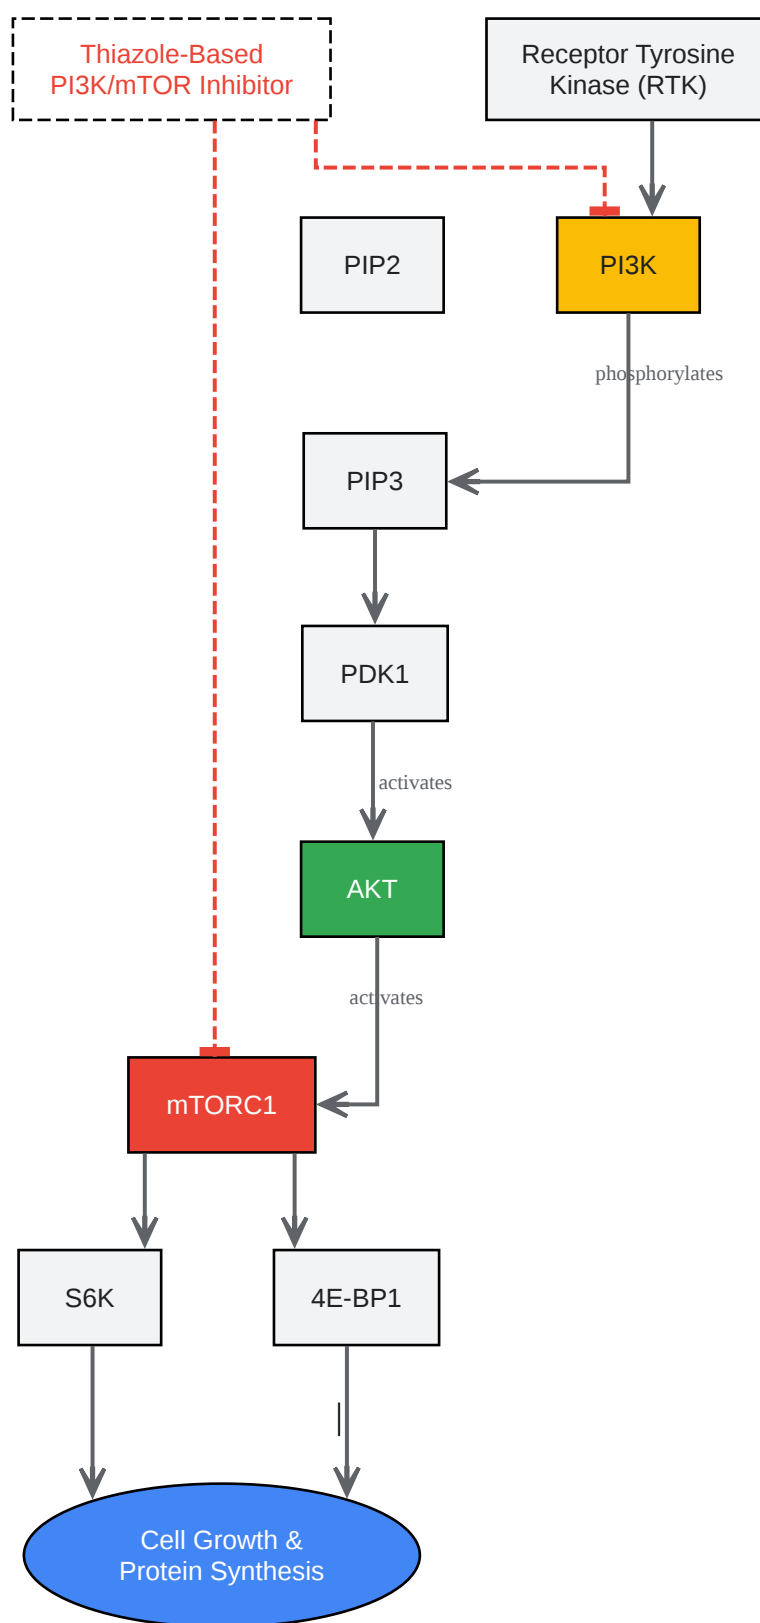 Thiazole-Based
PI3K/mTOR Inhibitor
Receptor Tyrosine
Kinase (RTK)
PIP2
PI3K
phosphorylates
PIP3
PDK1
activates
AKT
activates
mTORC1
S6K
4E-BP1
|
Cell Growth &
Protein Synthesis